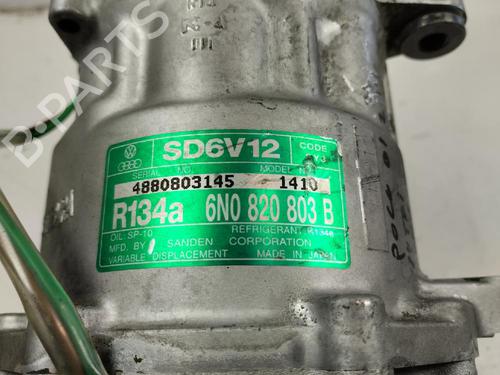 SD6V12
CODE
SERIAL NO.
MODEL NO.
4880803145 1410
R134a 6N0 820 803 B
OIL: SP-10
REFRIGERANT R134a
MFD. BY SANDEN CORPORATION
VARIABLE DISPLACEMENT MADE IN JAPAN
B-PARTS